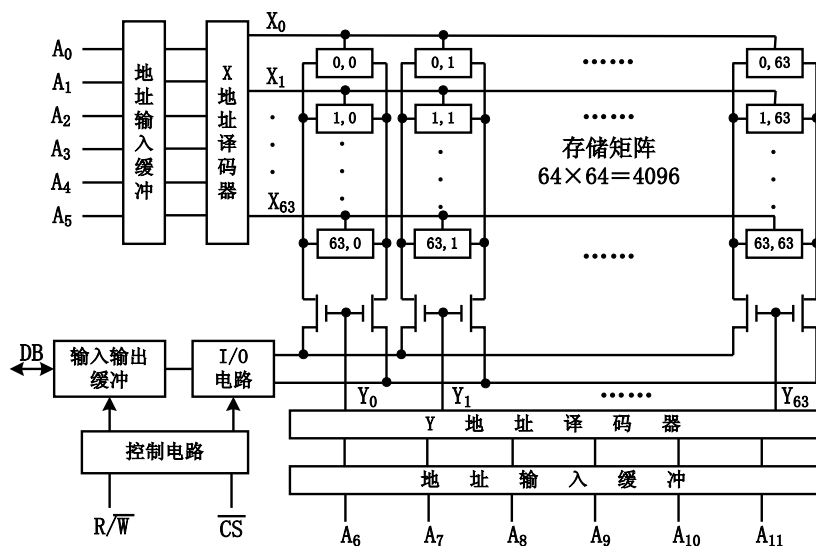 X₀
A₀
A₁
A₂
A₃
A₄
A₅
地址输入缓冲
X地址译码器
X₁
X₆₃
0,0
0,1
······
0,63
1,0
1,1
······
1,63
存储矩阵
64×64＝4096
63,0
63,1
······
63,63
DB
输入输出
缓冲
I/O
电路
Y₀
Y₁
······
Y₆₃
Y 地 址 译 码 器
控制电路
地 址 输 入 缓 冲
R/W̅
C̅S̅
A₆
A₇
A₈
A₉
A₁₀
A₁₁